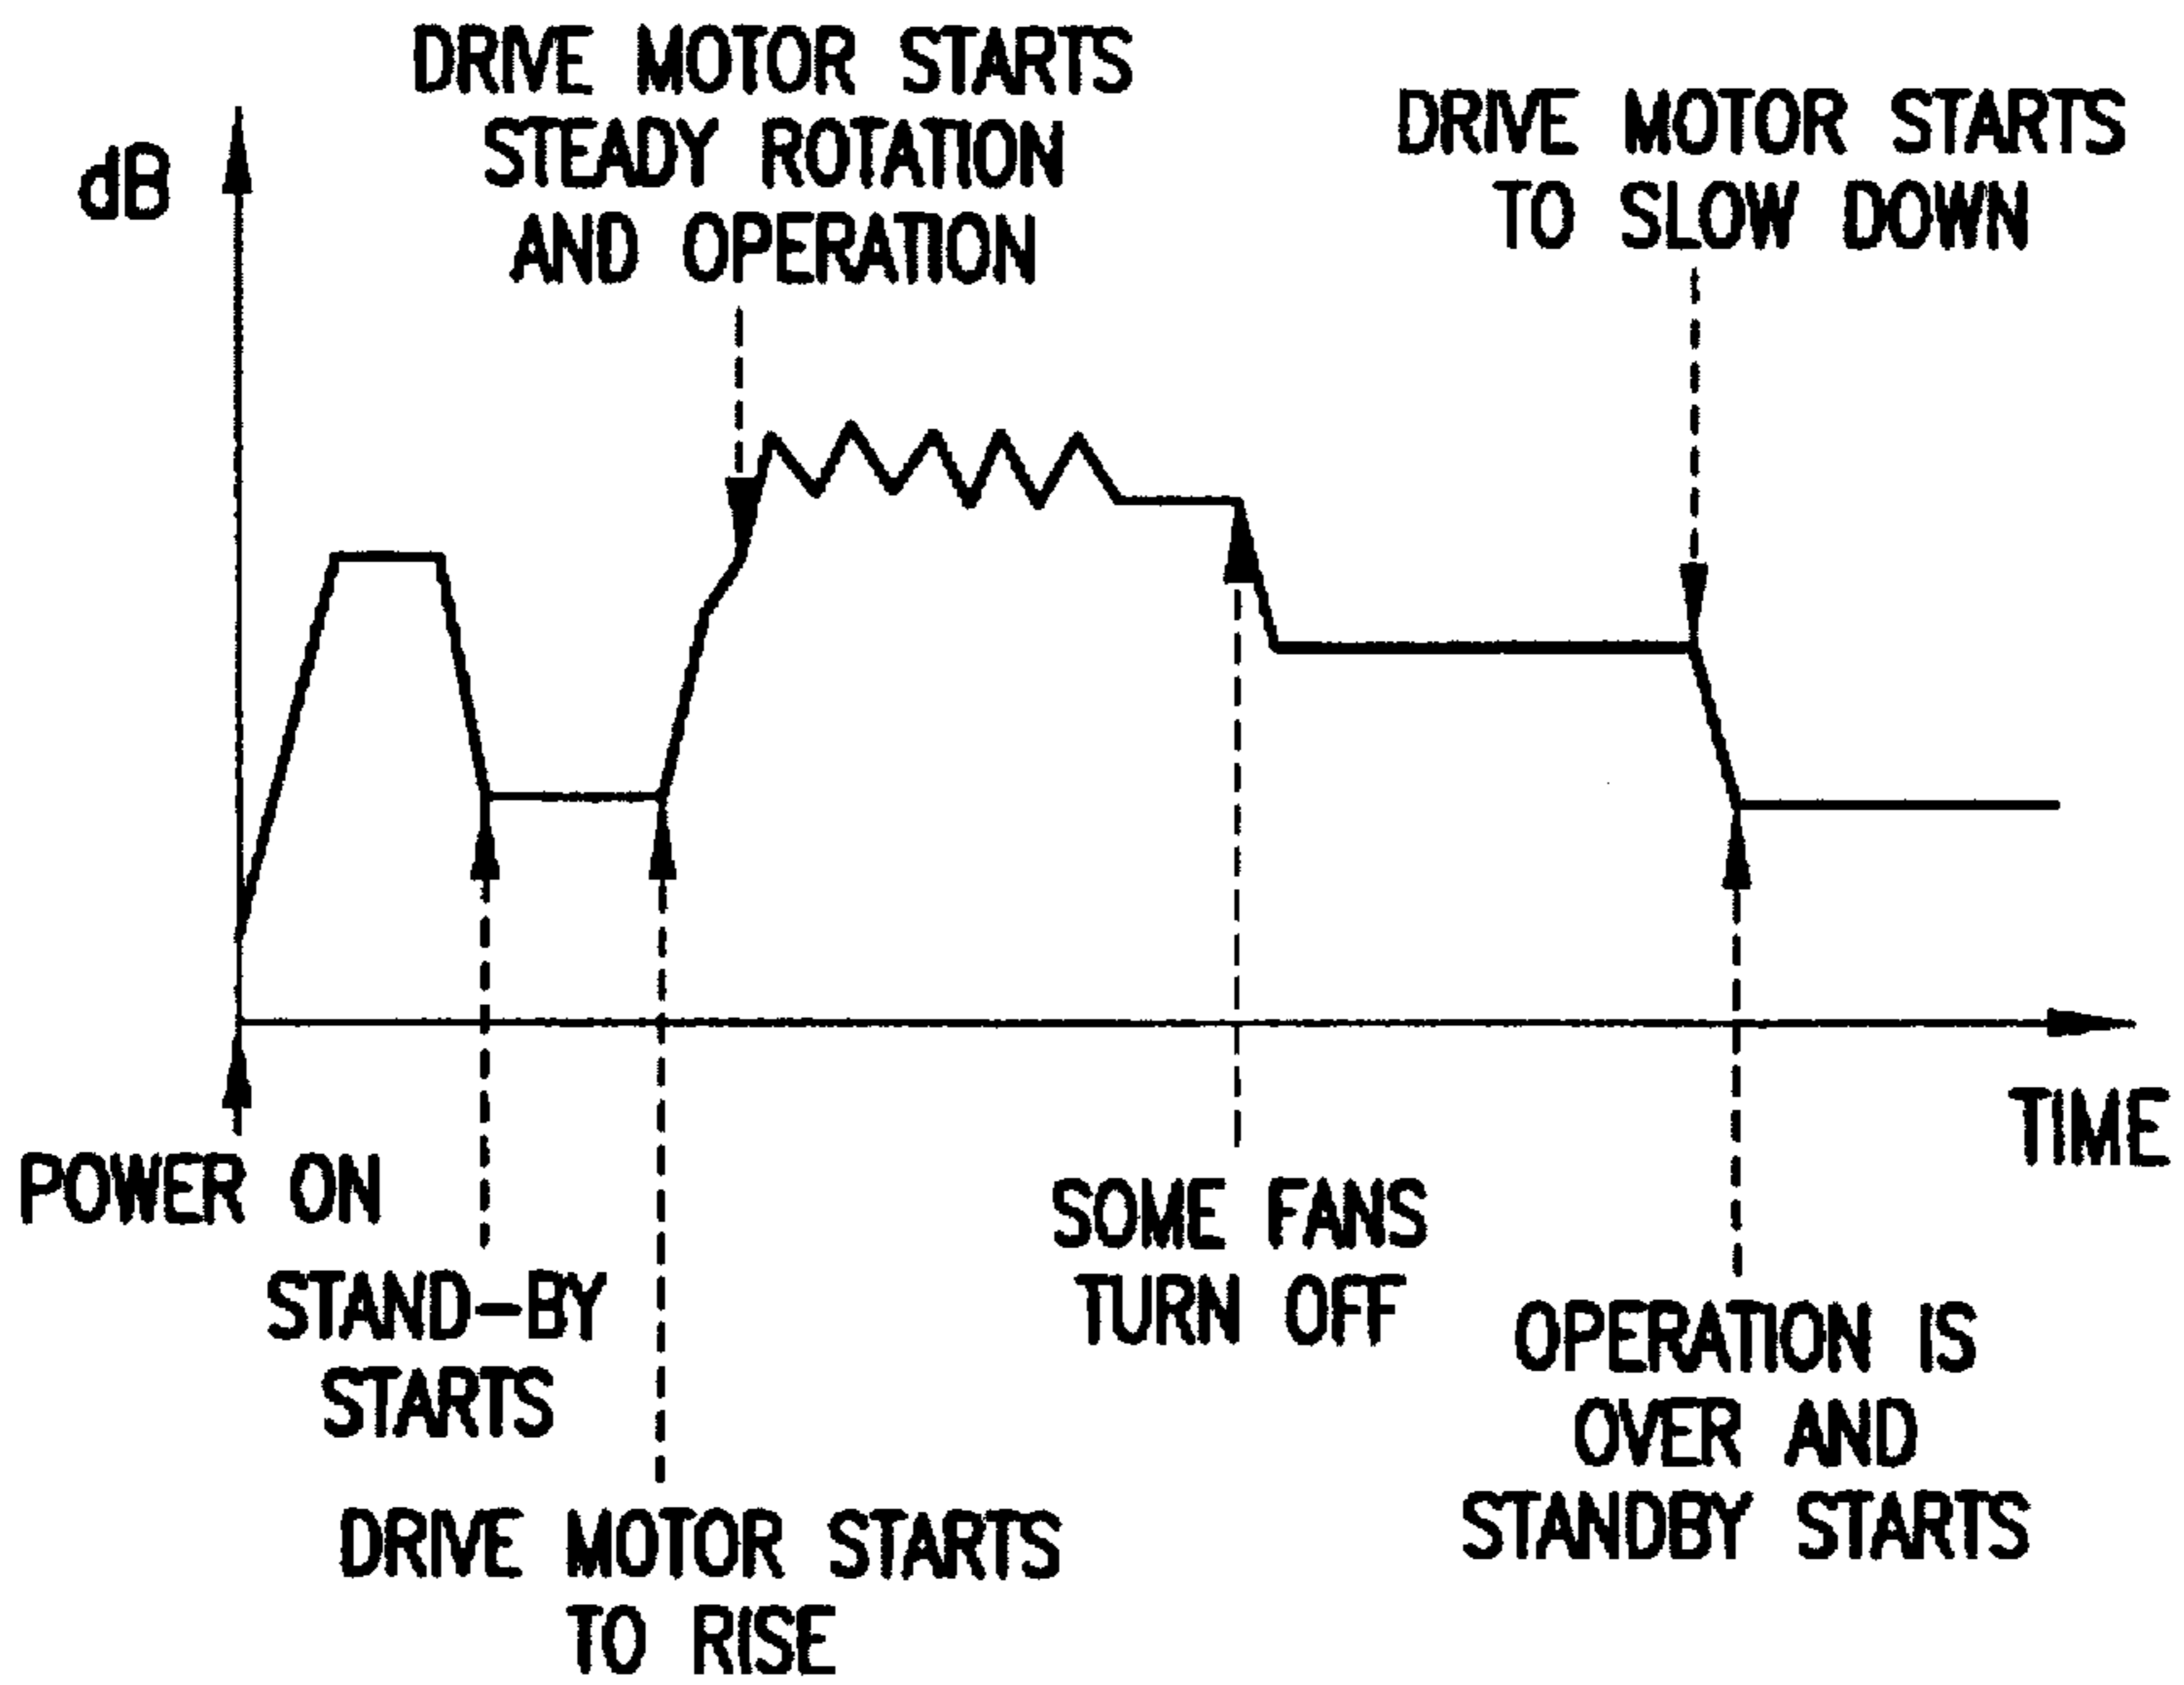 DRIVE MOTOR STARTS
STEADY ROTATION
AND OPERATION
DRIVE MOTOR STARTS
TO SLOW DOWN
dB
TIME
POWER ON
STAND-BY
STARTS
DRIVE MOTOR STARTS
TO RISE
SOME FANS
TURN OFF
OPERATION IS
OVER AND
STANDBY STARTS